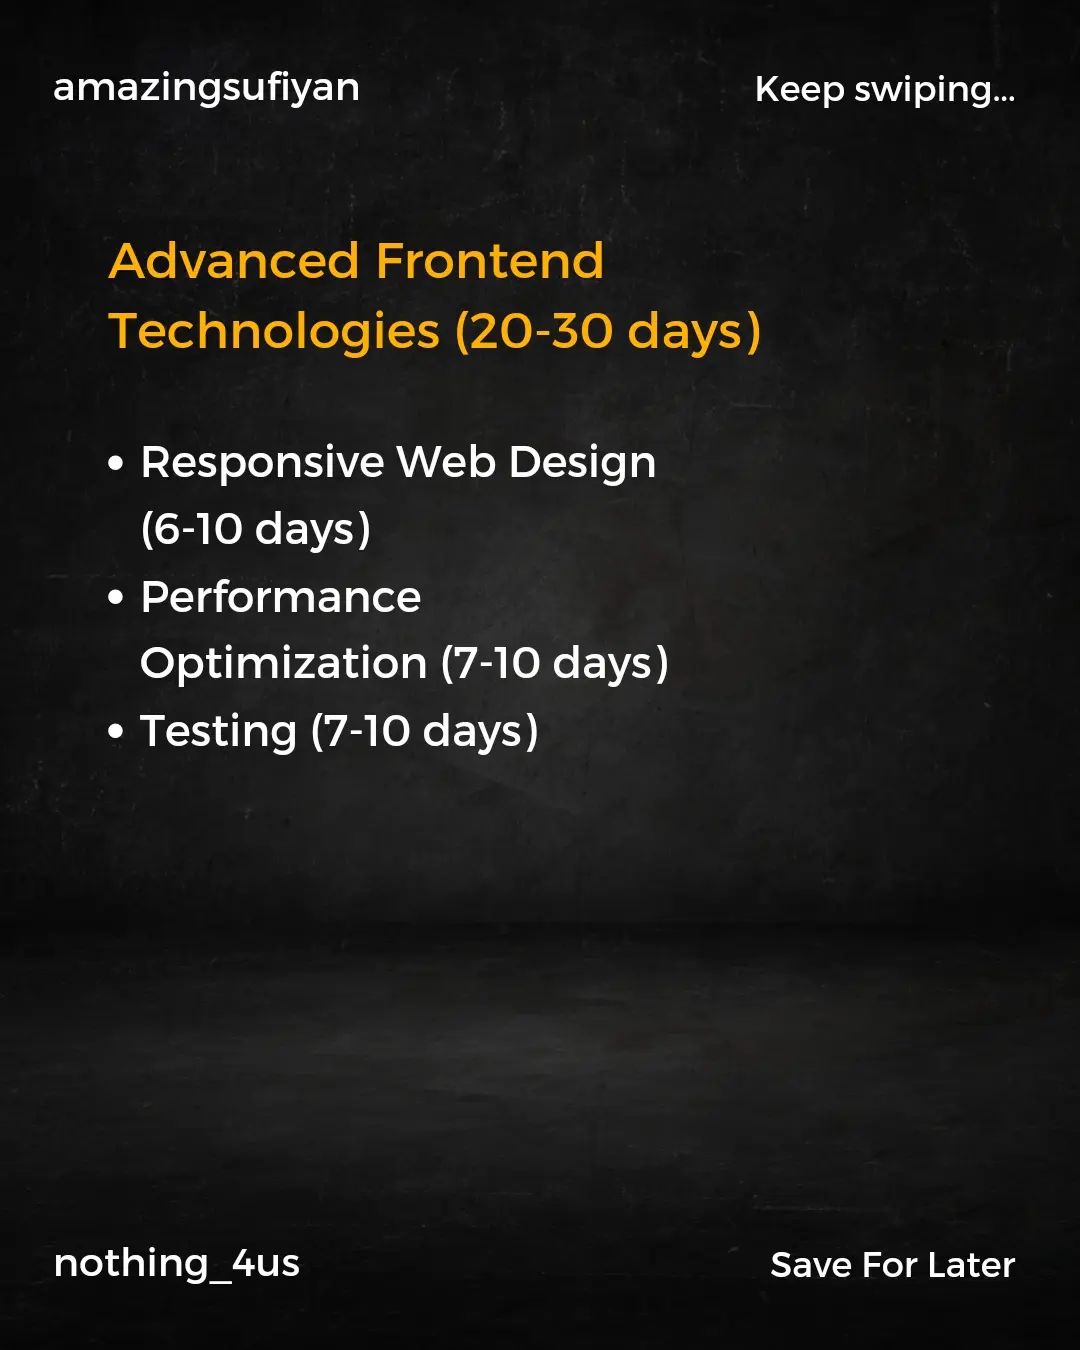 amazingsufiyan
Keep swiping...
Advanced Frontend
Technologies (20-30 days)
• Responsive Web Design
(6-10 days)
• Performance
Optimization (7-10 days)
• Testing (7-10 days)
nothing_4us
Save For Later